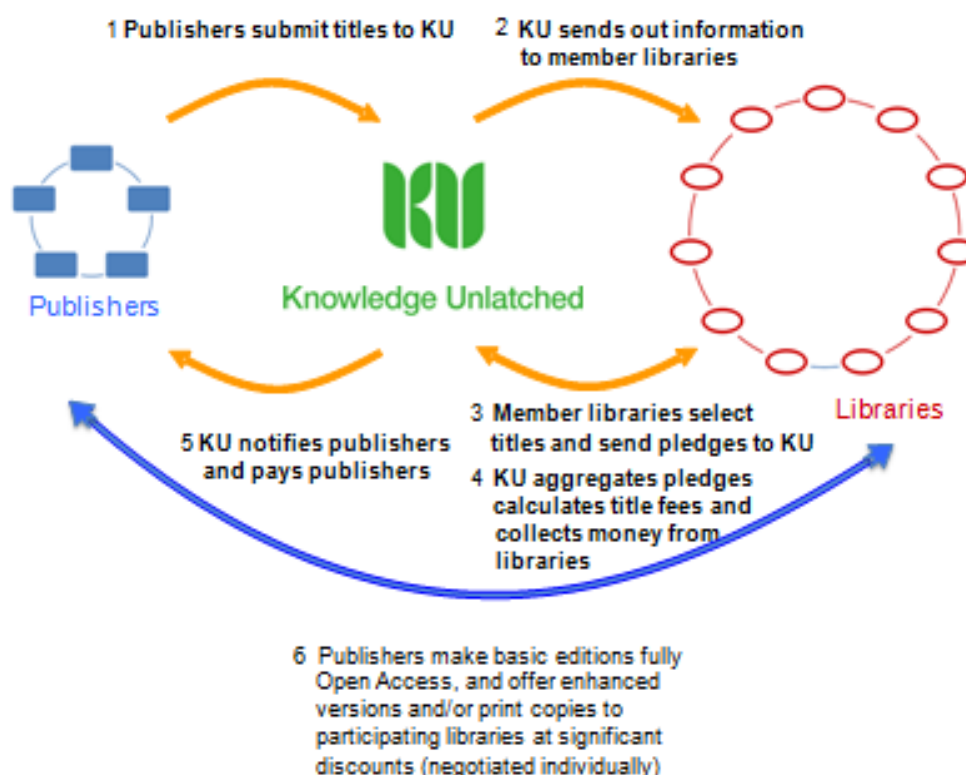 1 Publishers submit titles to KU
2 KU sends out information
to member libraries
KU
Knowledge Unlatched
Publishers
Libraries
3 Member libraries select
titles and send pledges to KU
4 KU aggregates pledges
calculates title fees and
collects money from
libraries
5 KU notifies publishers
and pays publishers
6 Publishers make basic editions fully
Open Access, and offer enhanced
versions and/or print copies to
participating libraries at significant
discounts (negotiated individually)